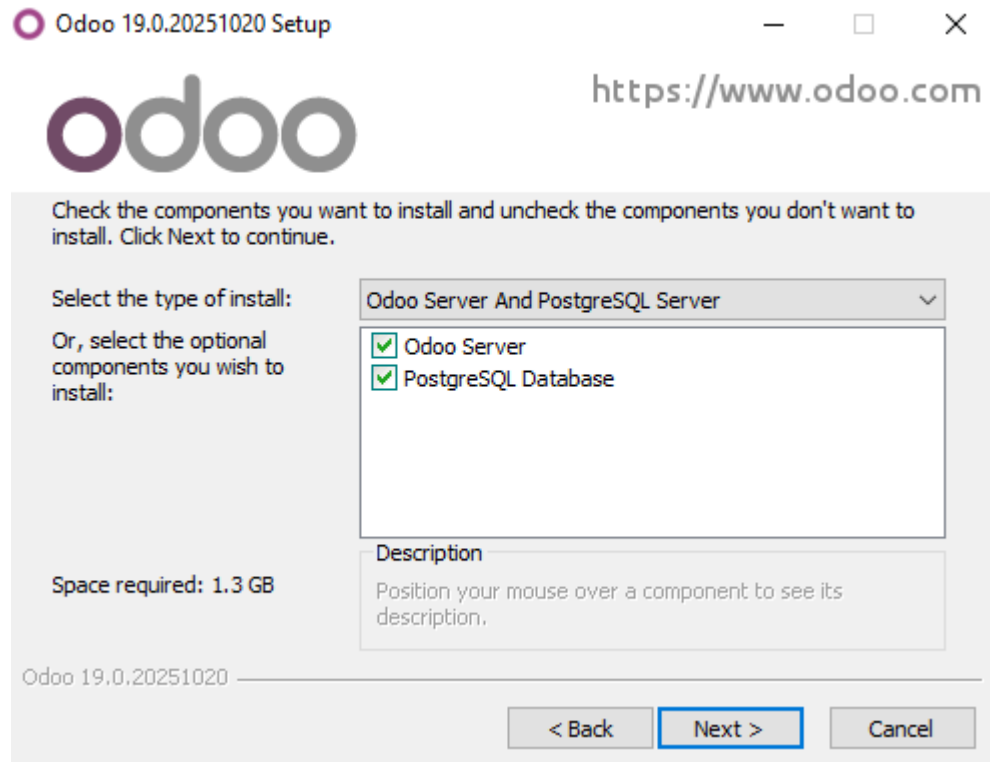 Odoo 19.0.20251020 Setup
odoo
https://www.odoo.com
Check the components you want to install and uncheck the components you don't want to
install. Click Next to continue.
Select the type of install:
Odoo Server And PostgreSQL Server
Or, select the optional
components you wish to
install:
Odoo Server
PostgreSQL Database
Space required: 1.3 GB
Description
Position your mouse over a component to see its
description.
Odoo 19.0.20251020
< Back
Next >
Cancel